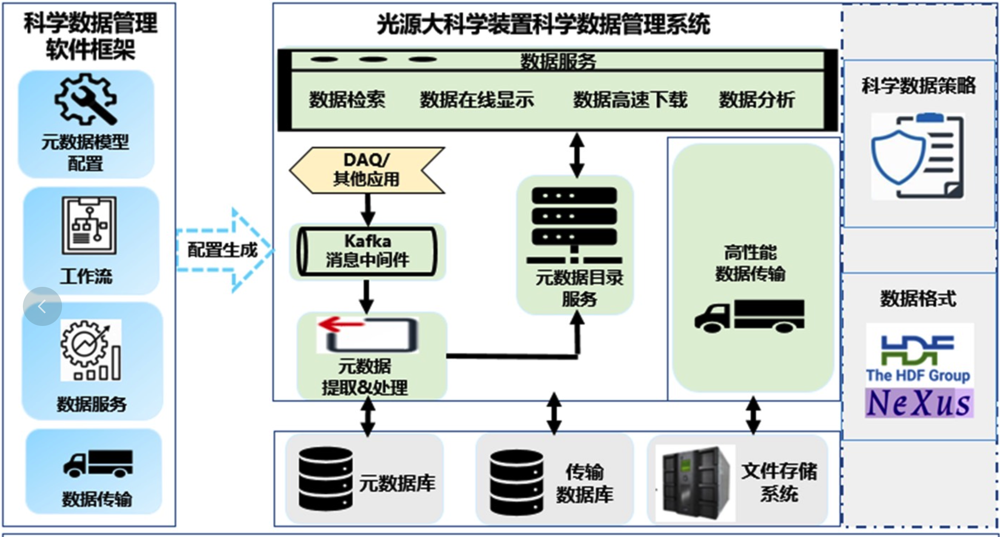 科学数据管理
软件框架
元数据模型
配置
工作流
数据服务
数据传输
配置生成
光源大科学装置科学数据管理系统
数据服务
数据检索 数据在线显示 数据高速下载 数据分析
DAQ/
其他应用
Kafka
消息中间件
元数据
提取&处理
元数据目录
服务
高性能
数据传输
元数据库
传输
数据库
文件存储
系统
科学数据策略
数据格式
HDF
The HDF Group
NeXus